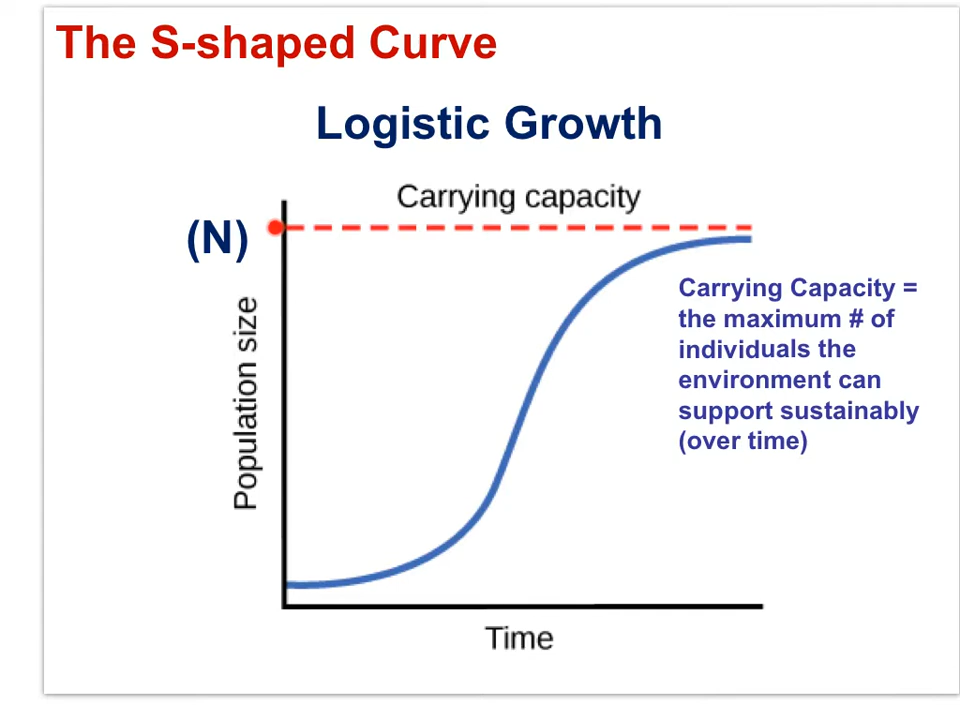 The S-shaped Curve
Logistic Growth
Carrying capacity
(N)
Population size
Carrying Capacity =
the maximum # of
individuals the
environment can
support sustainably
(over time)
Time